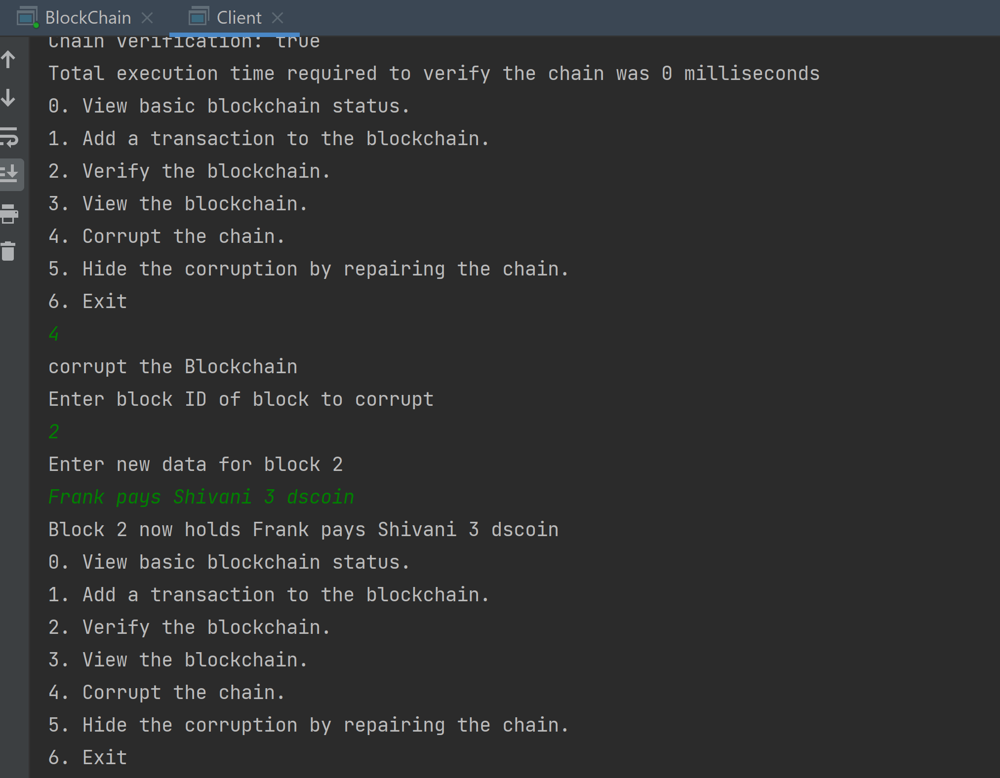 BlockChain
Client
Chain verification: true
Total execution time required to verify the chain was 0 milliseconds
0. View basic blockchain status.
1. Add a transaction to the blockchain.
2. Verify the blockchain.
3. View the blockchain.
4. Corrupt the chain.
5. Hide the corruption by repairing the chain.
6. Exit
4
corrupt the Blockchain
Enter block ID of block to corrupt
2
Enter new data for block 2
Frank pays Shivani 3 dscoin
Block 2 now holds Frank pays Shivani 3 dscoin
0. View basic blockchain status.
1. Add a transaction to the blockchain.
2. Verify the blockchain.
3. View the blockchain.
4. Corrupt the chain.
5. Hide the corruption by repairing the chain.
6. Exit